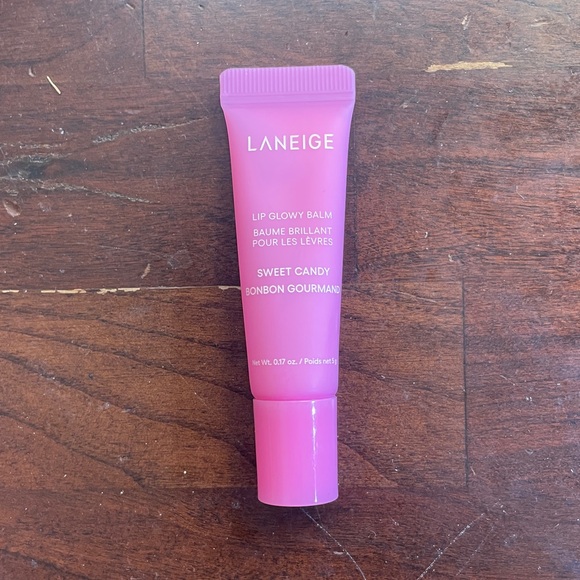 LANEIGE
LIP GLOWY BALM
BAUME BRILLANT
POUR LES LÈVRES
SWEET CANDY
BONBON GOURMAND
Net Wt. 0.17 oz. / Poids net 5 g